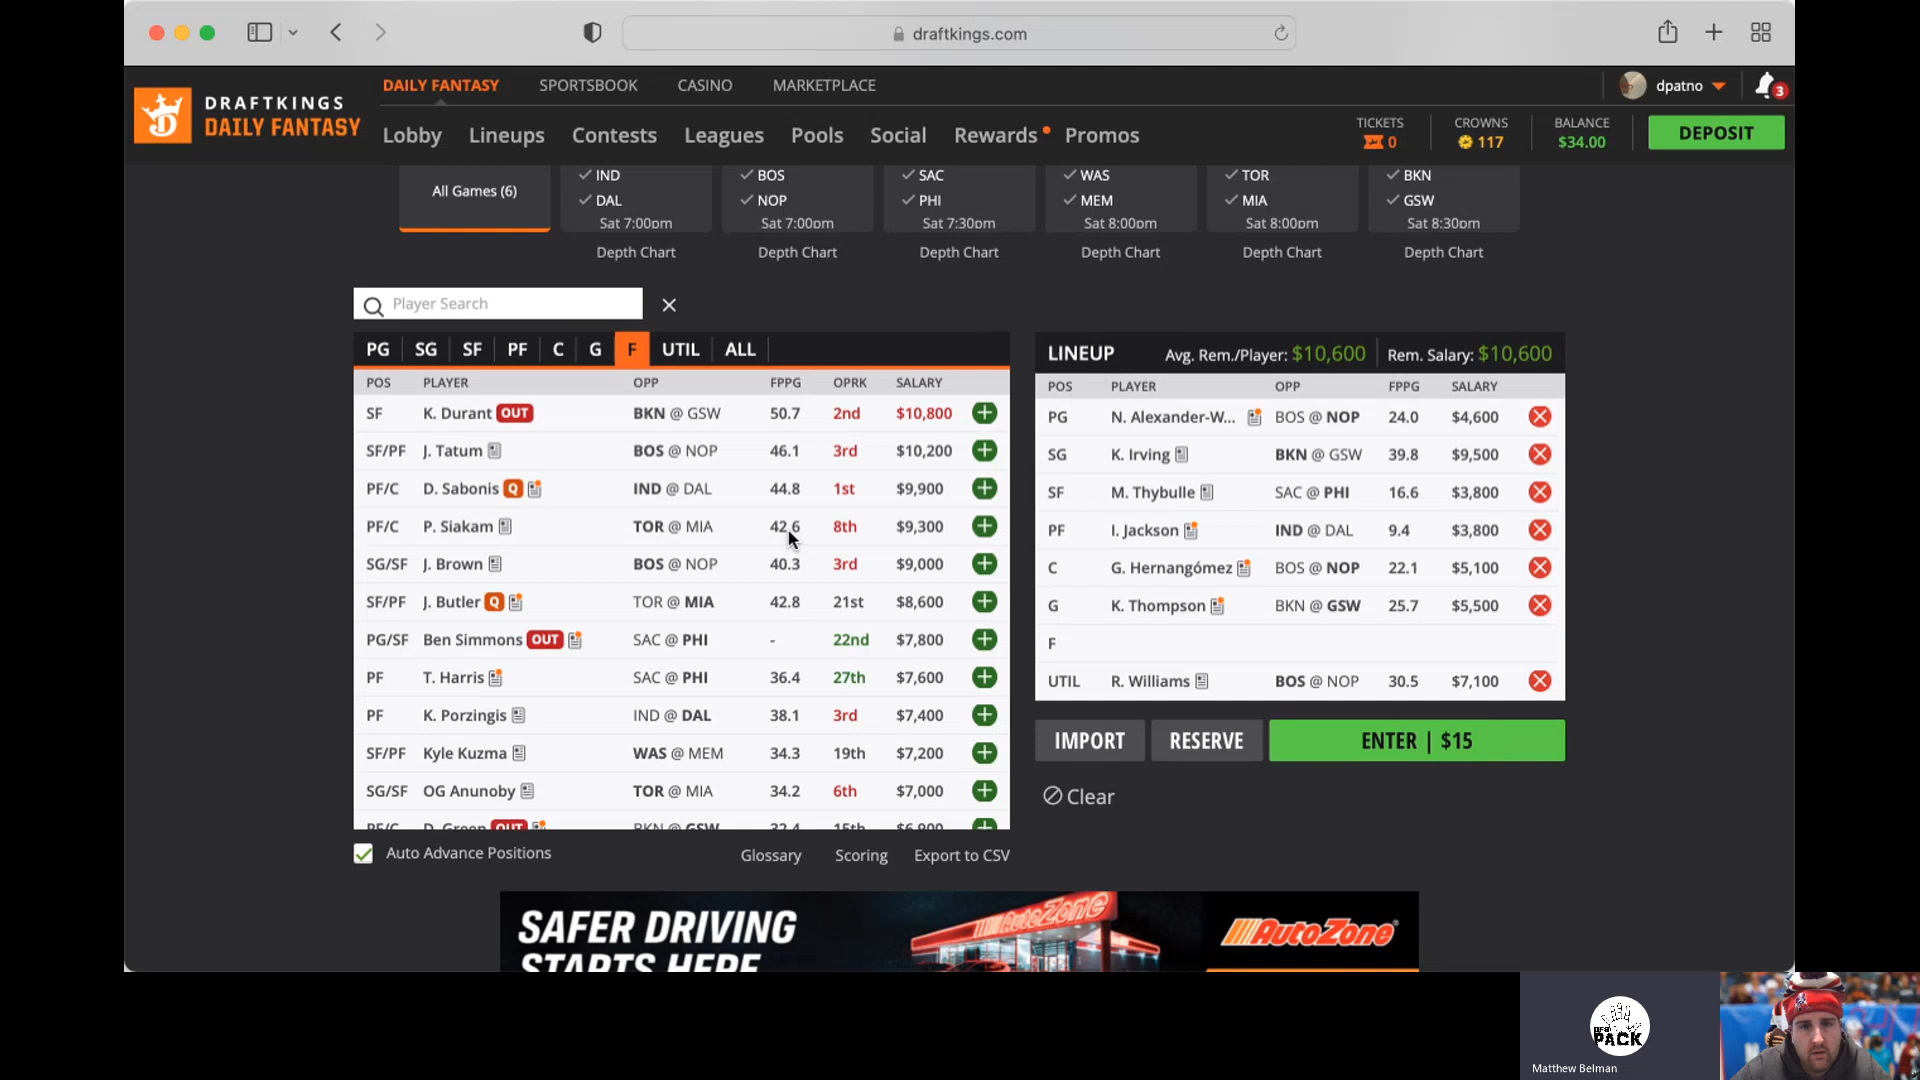 draftkings.com
DRAFTKINGS
DAILY FANTASY
DAILY FANTASY SPORTSBOOK CASINO MARKETPLACE
dpatno
3
Lobby Lineups Contests Leagues Pools Social Rewards Promos
TICKETS
0
CROWNS
117
BALANCE
$34.00
DEPOSIT
All Games (6)
IND
DAL
Sat 7:00pm
Depth Chart
BOS
NOP
Sat 7:00pm
Depth Chart
SAC
PHI
Sat 7:30pm
Depth Chart
WAS
MEM
Sat 8:00pm
Depth Chart
TOR
MIA
Sat 8:00pm
Depth Chart
BKN
GSW
Sat 8:30pm
Depth Chart
Player Search
PG SG SF PF C G F UTIL ALL
POS PLAYER OPP FPPG OPRK SALARY
SF K. Durant OUT BKN @ GSW 50.7 2nd $10,800
SF/PF J. Tatum BOS @ NOP 46.1 3rd $10,200
PF/C D. Sabonis Q IND @ DAL 44.8 1st $9,900
PF/C P. Siakam TOR @ MIA 42.6 8th $9,300
SG/SF J. Brown BOS @ NOP 40.3 3rd $9,000
SF/PF J. Butler Q TOR @ MIA 42.8 21st $8,600
PG/SF Ben Simmons OUT SAC @ PHI - 22nd $7,800
PF T. Harris SAC @ PHI 36.4 27th $7,600
PF K. Porzingis IND @ DAL 38.1 3rd $7,400
SF/PF Kyle Kuzma WAS @ MEM 34.3 19th $7,200
SG/SF OG Anunoby TOR @ MIA 34.2 6th $7,000
PF/C D. Green OUT BKN @ GSW 32.4 15th $6,900
Auto Advance Positions
Glossary Scoring Export to CSV
LINEUP Avg. Rem./Player: $10,600 Rem. Salary: $10,600
POS PLAYER OPP FPPG SALARY
PG N. Alexander-W... BOS @ NOP 24.0 $4,600
SG K. Irving BKN @ GSW 39.8 $9,500
SF M. Thybulle SAC @ PHI 16.6 $3,800
PF I. Jackson IND @ DAL 9.4 $3,800
C G. Hernangómez BOS @ NOP 22.1 $5,100
G K. Thompson BKN @ GSW 25.7 $5,500
F
UTIL R. Williams BOS @ NOP 30.5 $7,100
IMPORT RESERVE ENTER | $15
Clear
SAFER DRIVING
STARTS HERE
AutoZone
AutoZone
PACK
Matthew Belman